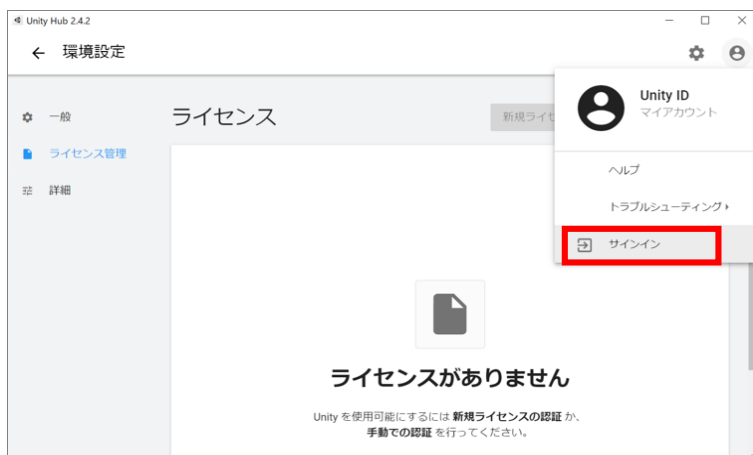 Unity Hub 2.4.2
環境設定
Unity ID
マイアカウント
一般
ライセンス
新規ライセ
ライセンス管理
ヘルプ
詳細
トラブルシューティング
サインイン
ライセンスがありません
Unity を使用可能にするには 新規ライセンスの認証 か、
手動での認証 を行ってください。